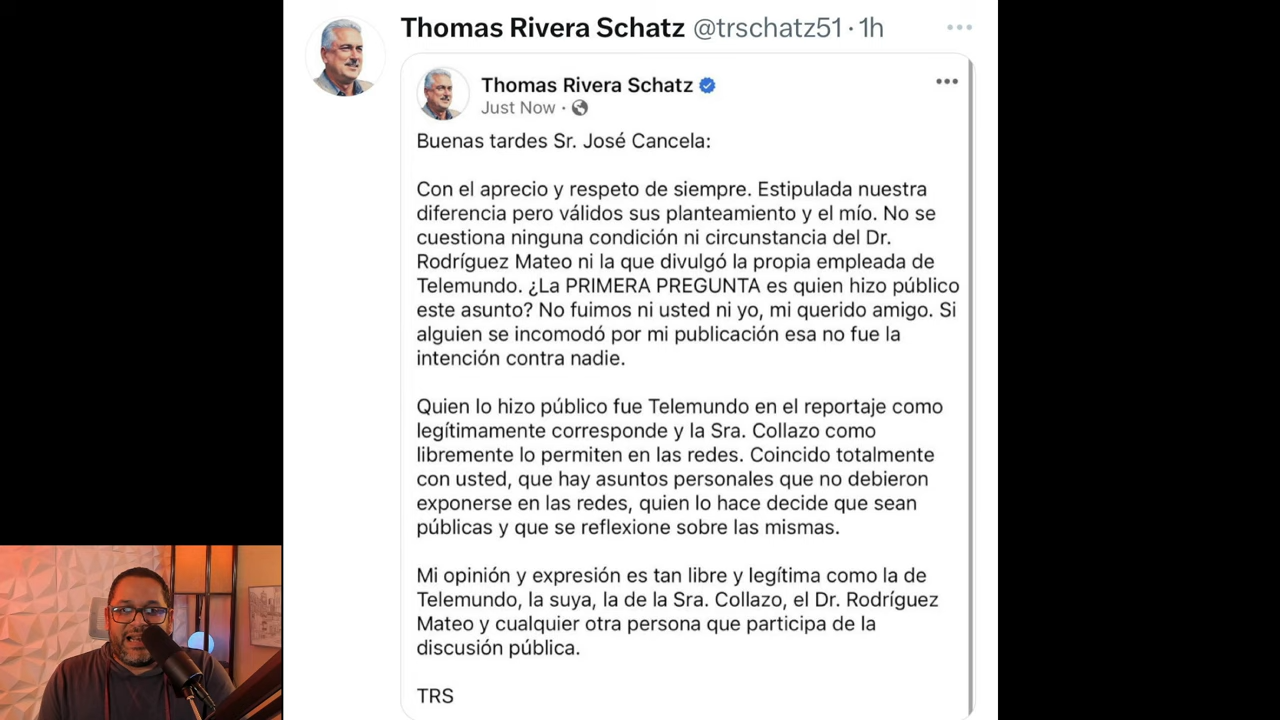 Thomas Rivera Schatz @trschatz51 · 1h
Thomas Rivera Schatz
Just Now ·
Buenas tardes Sr. José Cancela:
Con el aprecio y respeto de siempre. Estipulada nuestra
diferencia pero válidos sus planteamiento y el mío. No se
cuestiona ninguna condición ni circunstancia del Dr.
Rodríguez Mateo ni la que divulgó la propia empleada de
Telemundo. ¿La PRIMERA PREGUNTA es quien hizo público
este asunto? No fuimos ni usted ni yo, mi querido amigo. Si
alguien se incomodó por mi publicación esa no fue la
intención contra nadie.
Quien lo hizo público fue Telemundo en el reportaje como
legítimamente corresponde y la Sra. Collazo como
libremente lo permiten en las redes. Coincido totalmente
con usted, que hay asuntos personales que no debieron
exponerse en las redes, quien lo hace decide que sean
públicas y que se reflexione sobre las mismas.
Mi opinión y expresión es tan libre y legítima como la de
Telemundo, la suya, la de la Sra. Collazo, el Dr. Rodríguez
Mateo y cualquier otra persona que participa de la
discusión pública.
TRS